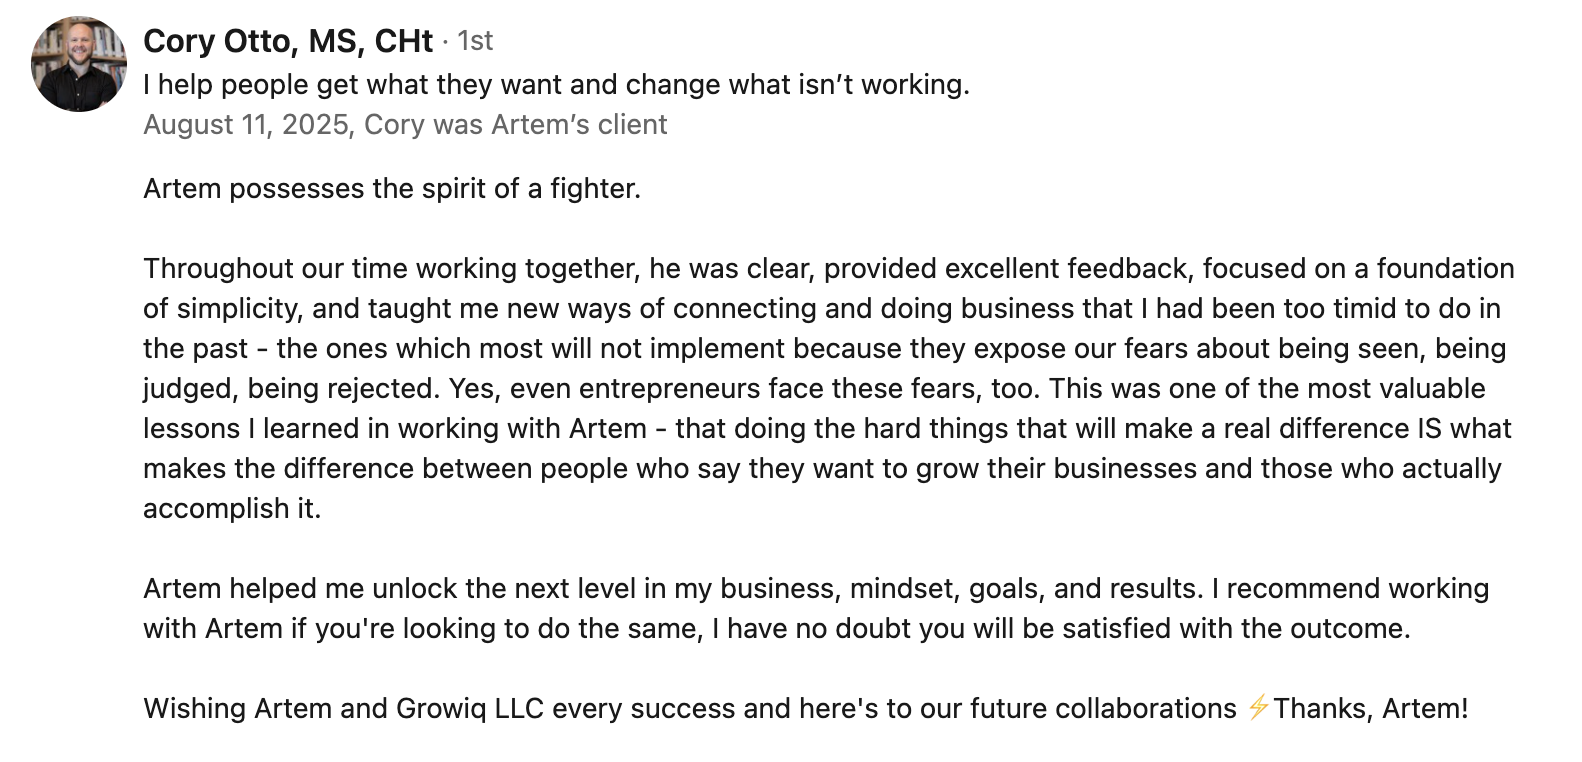 Cory Otto, MS, CHt · 1st
I help people get what they want and change what isn’t working.
August 11, 2025, Cory was Artem’s client
Artem possesses the spirit of a fighter.
Throughout our time working together, he was clear, provided excellent feedback, focused on a foundation
of simplicity, and taught me new ways of connecting and doing business that I had been too timid to do in
the past - the ones which most will not implement because they expose our fears about being seen, being
judged, being rejected. Yes, even entrepreneurs face these fears, too. This was one of the most valuable
lessons I learned in working with Artem - that doing the hard things that will make a real difference IS what
makes the difference between people who say they want to grow their businesses and those who actually
accomplish it.
Artem helped me unlock the next level in my business, mindset, goals, and results. I recommend working
with Artem if you're looking to do the same, I have no doubt you will be satisfied with the outcome.
Wishing Artem and Growiq LLC every success and here's to our future collaborations ⚡Thanks, Artem!